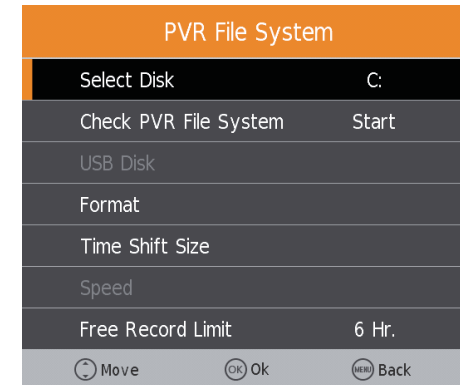 PVR File System
Select Disk C:
Check PVR File System Start
USB Disk
Format
Time Shift Size
Speed
Free Record Limit 6 Hr.
Move OK Ok MENU Back